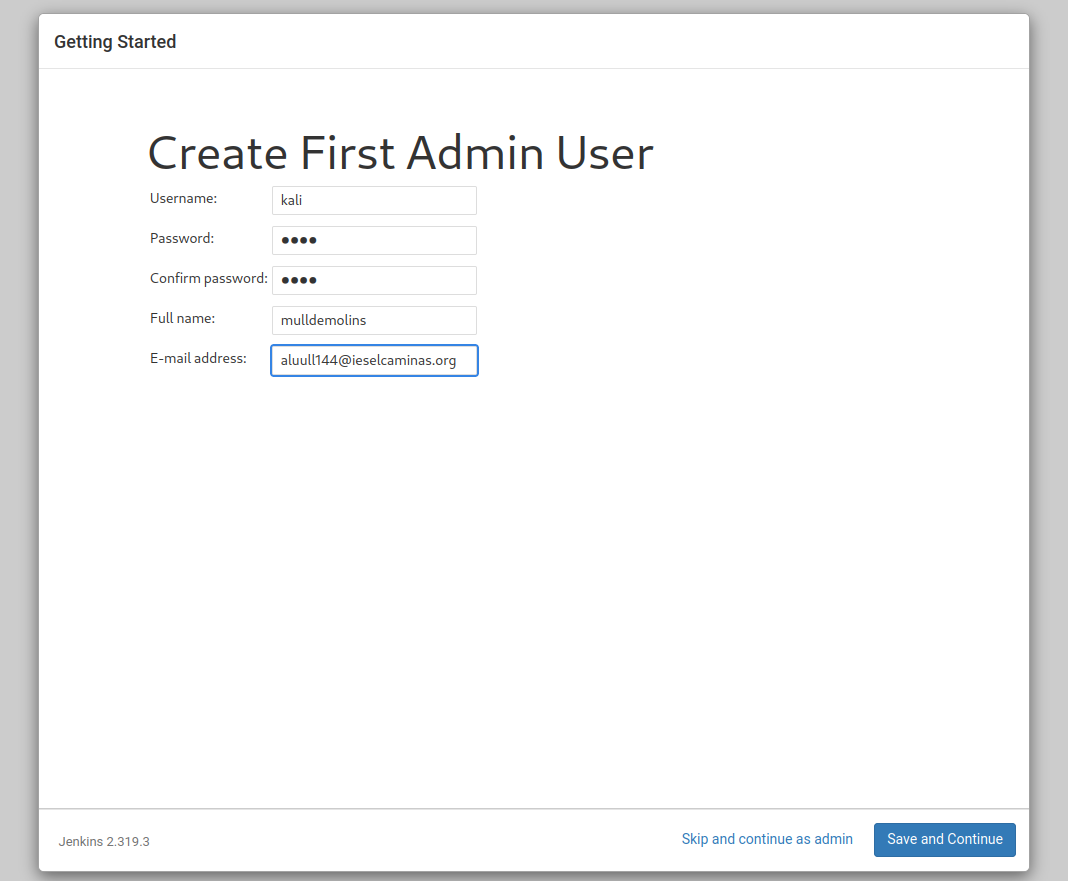 Getting Started
Create First Admin User
Username: kali
Password: ●●●●
Confirm password: ●●●●
Full name: mulldemolins
E-mail address: aluull144@ieselcaminas.org
Jenkins 2.319.3 Skip and continue as admin Save and Continue